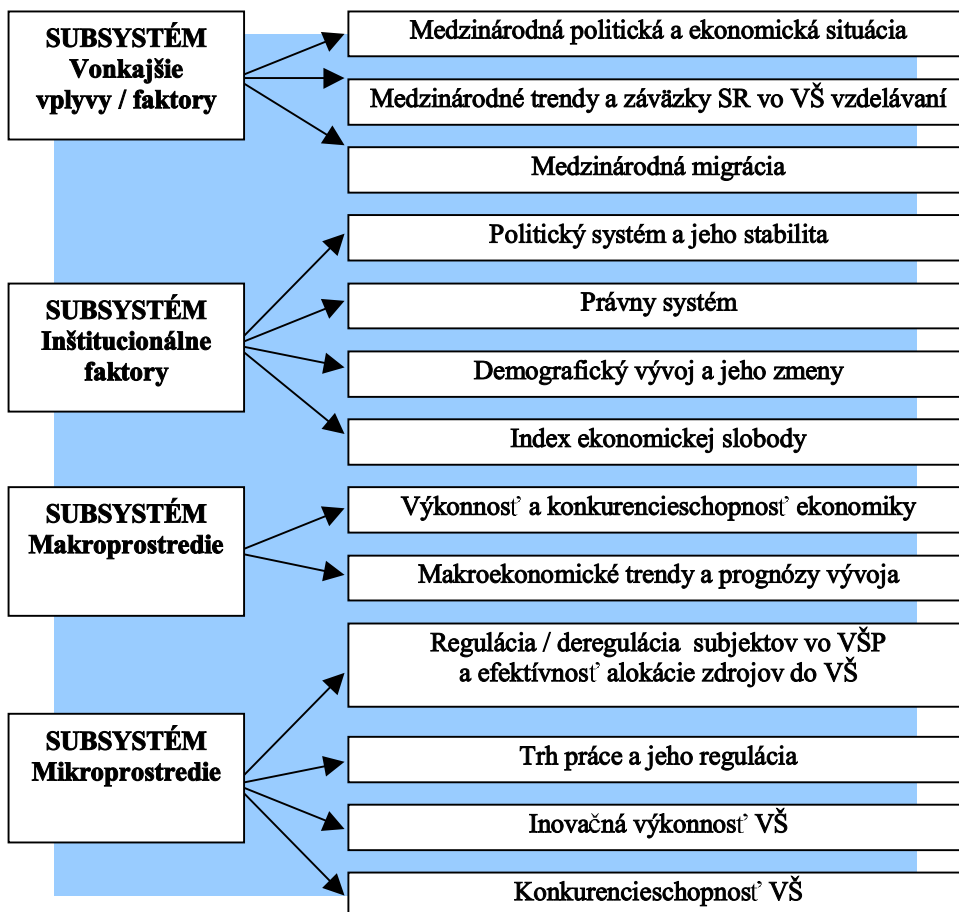 SUBSYSTÉM
Vonkajšie
vplyvy / faktory
Medzinárodná politická a ekonomická situácia
Medzinárodné trendy a záväzky SR vo VŠ vzdelávaní
Medzinárodná migrácia
SUBSYSTÉM
Inštitucionálne
faktory
Politický systém a jeho stabilita
Právny systém
Demografický vývoj a jeho zmeny
Index ekonomickej slobody
SUBSYSTÉM
Makroprostredie
Výkonnosť a konkurencieschopnosť ekonomiky
Makroekonomické trendy a prognózy vývoja
SUBSYSTÉM
Mikroprostredie
Regulácia / deregulácia subjektov vo VŠP
a efektívnosť alokácie zdrojov do VŠ
Trh práce a jeho regulácia
Inovačná výkonnosť VŠ
Konkurencieschopnosť VŠ